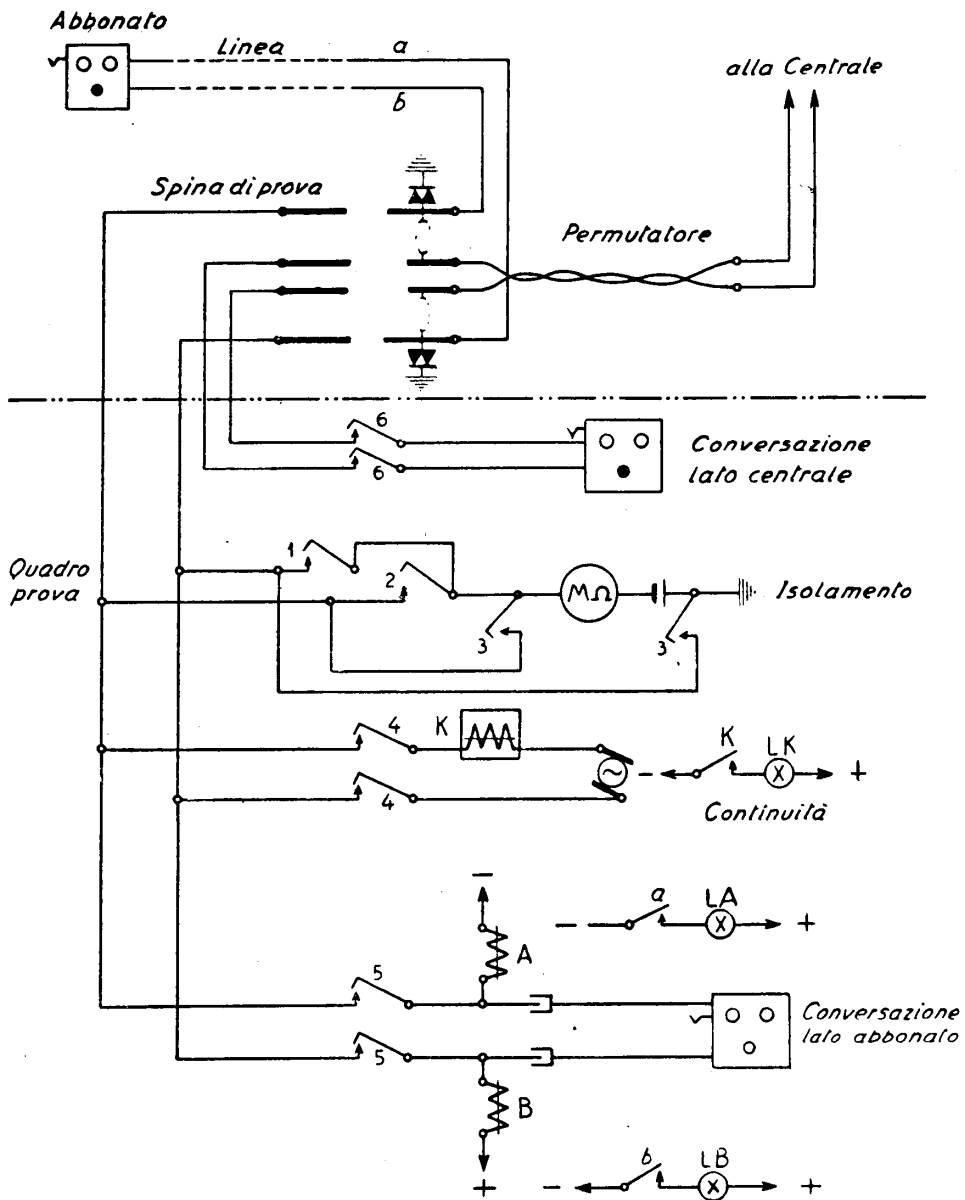 Abbonato
Linea
a
b
alla Centrale
Spina di prova
Permutatore
6
6
Conversazione
lato centrale
Quadro
prova
1
2
3
MΩ
3
Isolamento
4
K
4
~
-
K
LK
+
Continuità
-
A
-
a
LA
+
5
5
Conversazione
lato abbonato
B
+
-
b
LB
+